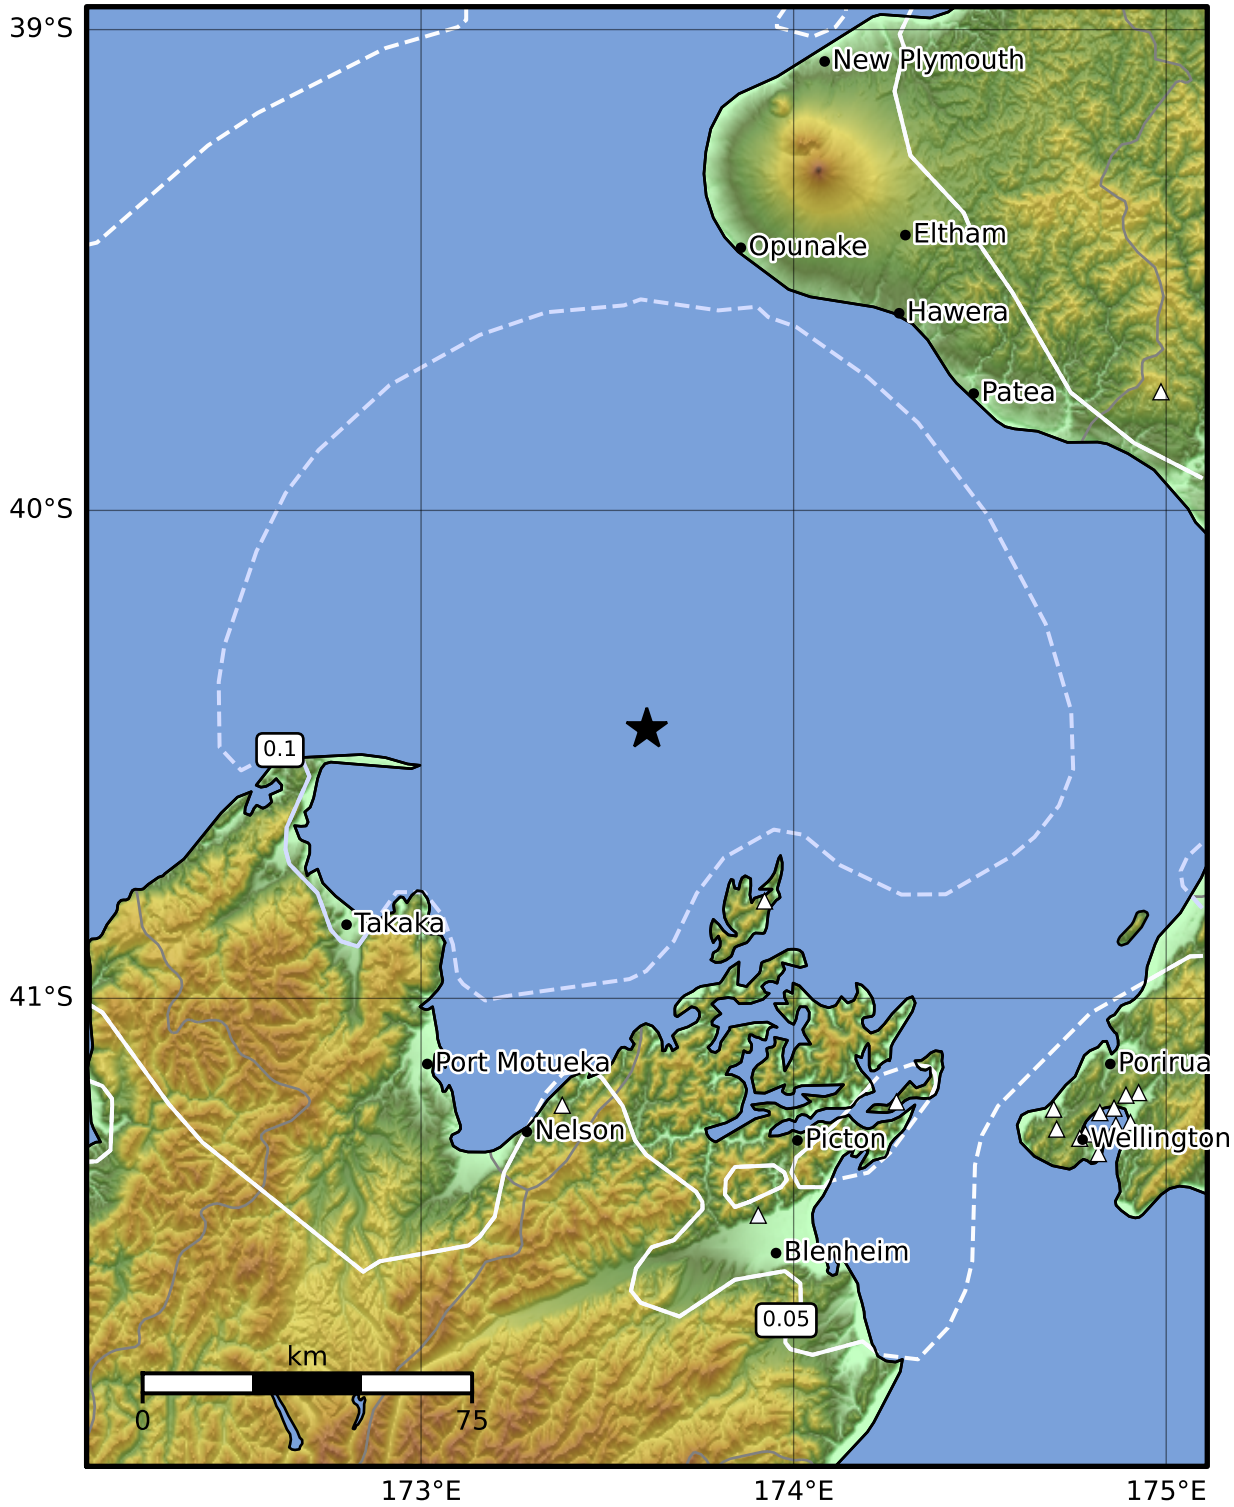 39°S
New Plymouth
Eltham
Opunake
Hawera
Patea
40°S
0.1
Takaka
41°S
Port Motueka
Porirua
Nelson
Picton
Wellington
Blenheim
0.05
km
0 75
173°E 174°E 175°E